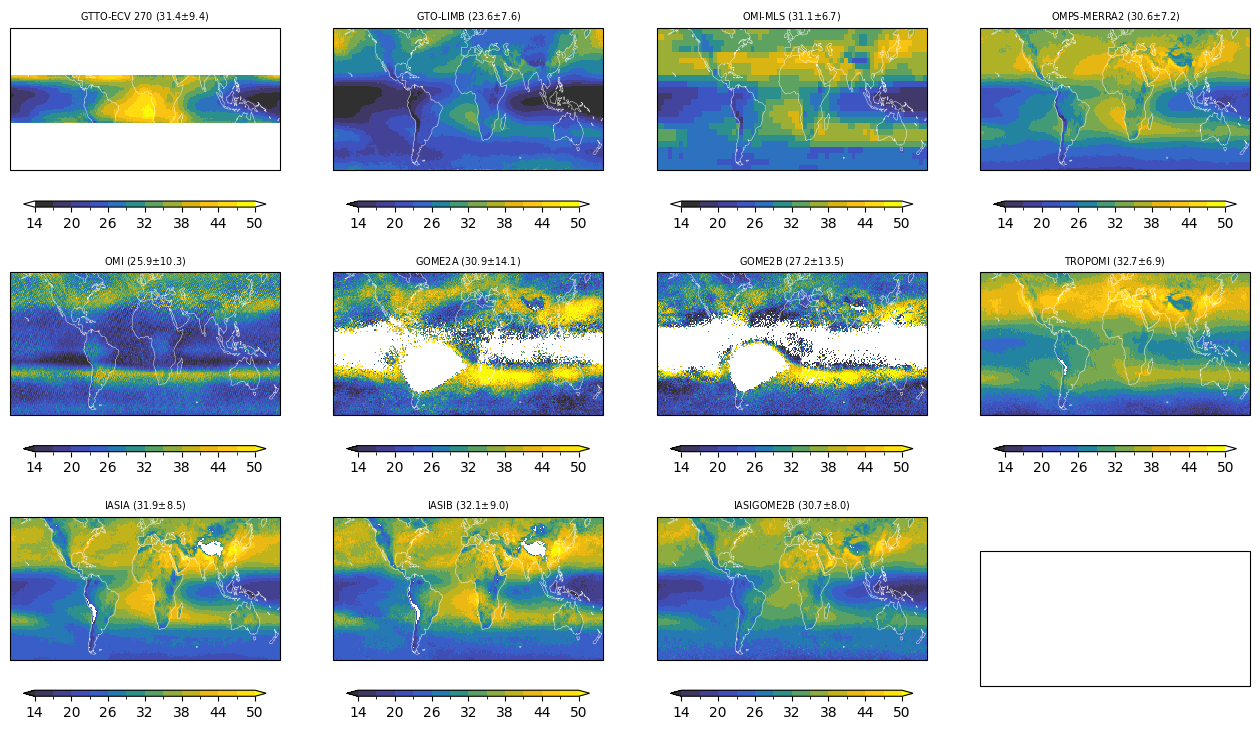 GTTO-ECV 270 (31.4±9.4) GTO-LIMB (23.6±7.6) OMI-MLS (31.1±6.7) OMPS-MERRA2 (30.6±7.2)
14 20 26 32 38 44 50 14 20 26 32 38 44 50 14 20 26 32 38 44 50 14 20 26 32 38 44 50
OMI (25.9±10.3) GOME2A (30.9±14.1) GOME2B (27.2±13.5) TROPOMI (32.7±6.9)
14 20 26 32 38 44 50 14 20 26 32 38 44 50 14 20 26 32 38 44 50 14 20 26 32 38 44 50
IASIA (31.9±8.5) IASIB (32.1±9.0) IASIGOME2B (30.7±8.0)
14 20 26 32 38 44 50 14 20 26 32 38 44 50 14 20 26 32 38 44 50